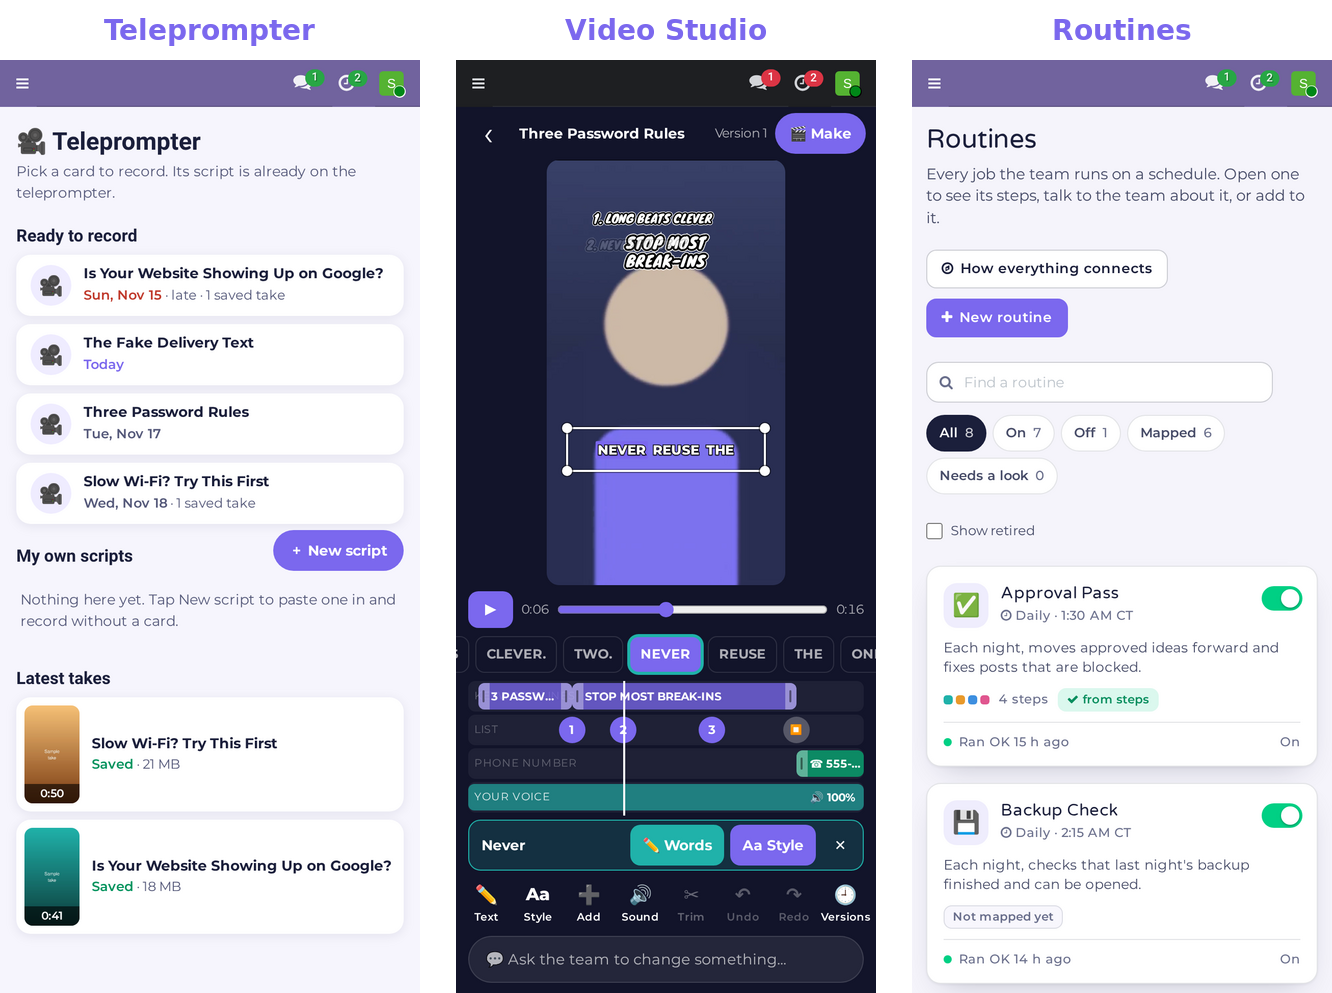 Teleprompter
1
2
S
🎥 Teleprompter
Pick a card to record. Its script is already on the
teleprompter.
Ready to record
Is Your Website Showing Up on Google?
Sun, Nov 15 · late · 1 saved take
The Fake Delivery Text
Today
Three Password Rules
Tue, Nov 17
Slow Wi-Fi? Try This First
Wed, Nov 18 · 1 saved take
My own scripts
+ New script
Nothing here yet. Tap New script to paste one in and
record without a card.
Latest takes
Sample
take
0:50
Slow Wi-Fi? Try This First
Saved · 21 MB
Sample
take
0:41
Is Your Website Showing Up on Google?
Saved · 18 MB
Video Studio
1
2
S
Three Password Rules
Version 1
🎬 Make
1. LONG BEATS CLEVER
2. NEV
STOP MOST
BREAK-INS
NEVER REUSE THE
0:06
0:16
CLEVER.
TWO.
NEVER
REUSE
THE
3 PASSW...
STOP MOST BREAK-INS
LIST
1
2
3
PHONE NUMBER
☎ 555-...
YOUR VOICE
🔊 100%
Never
✏️ Words
Aa Style
×
Text
Aa
Style
Add
Sound
Trim
Undo
Redo
Versions
💬 Ask the team to change something...
Routines
1
2
S
Routines
Every job the team runs on a schedule. Open one
to see its steps, talk to the team about it, or add to
it.
How everything connects
+ New routine
Find a routine
All 8
On 7
Off 1
Mapped 6
Needs a look 0
Show retired
Approval Pass
Daily · 1:30 AM CT
Each night, moves approved ideas forward and
fixes posts that are blocked.
4 steps
✔ from steps
Ran OK 15 h ago
On
Backup Check
Daily · 2:15 AM CT
Each night, checks that last night's backup
finished and can be opened.
Not mapped yet
Ran OK 14 h ago
On